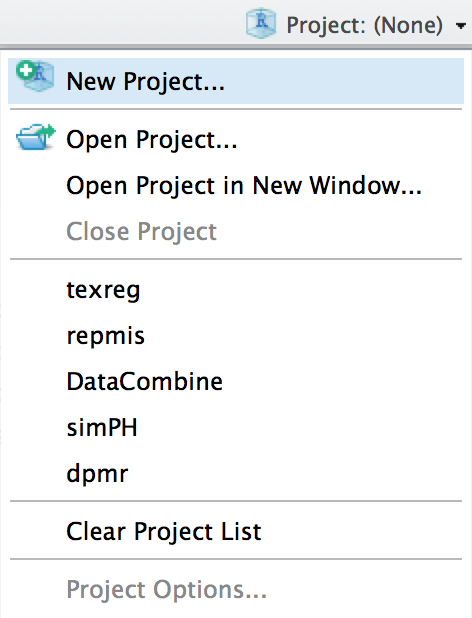 Project: (None)
New Project...
Open Project...
Open Project in New Window...
Close Project
texreg
repmis
DataCombine
simPH
dpmr
Clear Project List
Project Options...